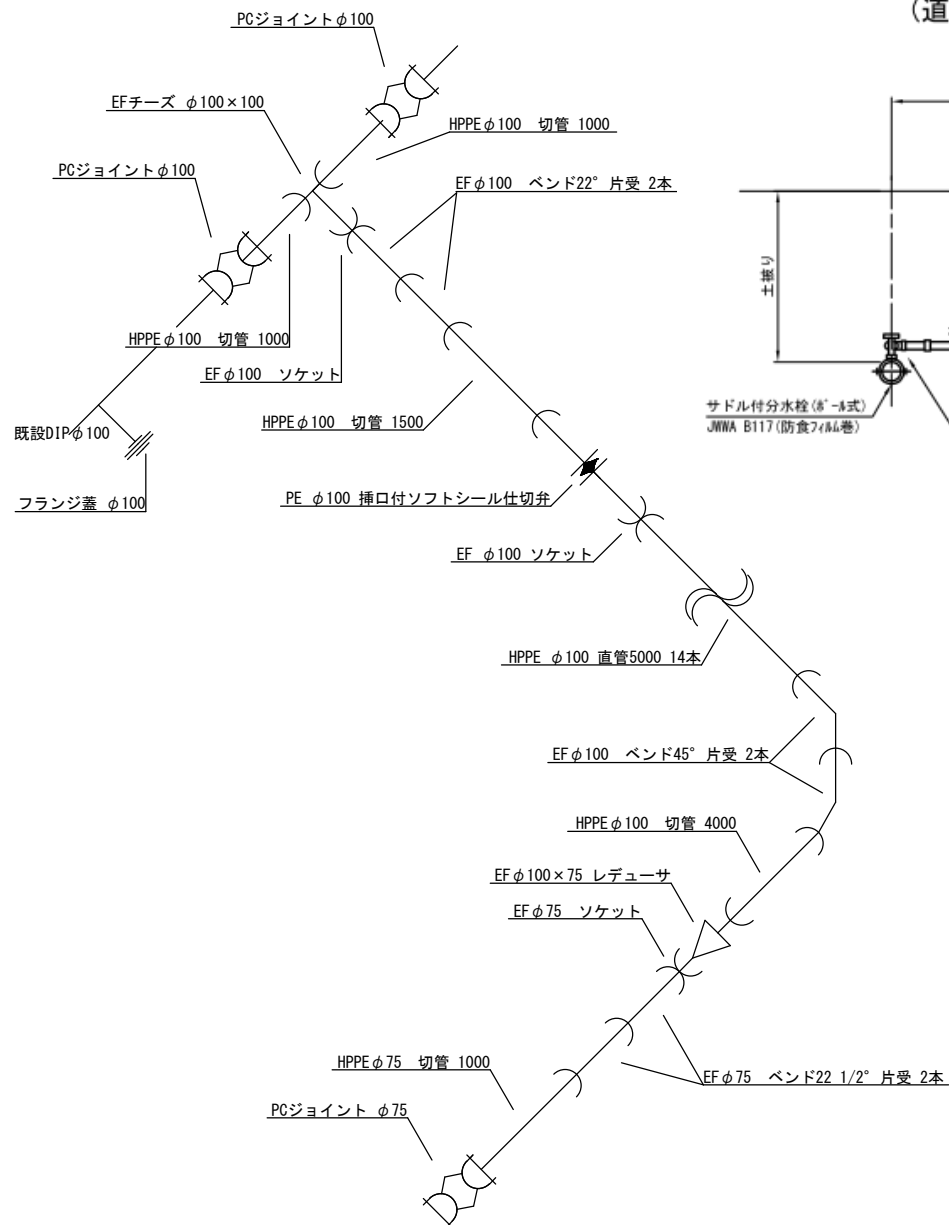 (道
PCジョイントφ100
EFチーズ φ100×100
HPPEφ100 切管 1000
PCジョイントφ100
EFφ100 ベンド22° 片受 2本
土被り
HPPEφ100 切管 1000
EFφ100 ソケット
サドル付分水栓(ボール式)
JWWA B117(防食フィルム巻)
HPPEφ100 切管 1500
既設DIPφ100
フランジ蓋 φ100
PE φ100 挿口付ソフトシール仕切弁
EF φ100 ソケット
HPPE φ100 直管5000 14本
EFφ100 ベンド45° 片受 2本
HPPEφ100 切管 4000
EFφ100×75 レデューサ
EFφ75 ソケット
HPPEφ75 切管 1000
EFφ75 ベンド22 1/2° 片受 2本
PCジョイント φ75